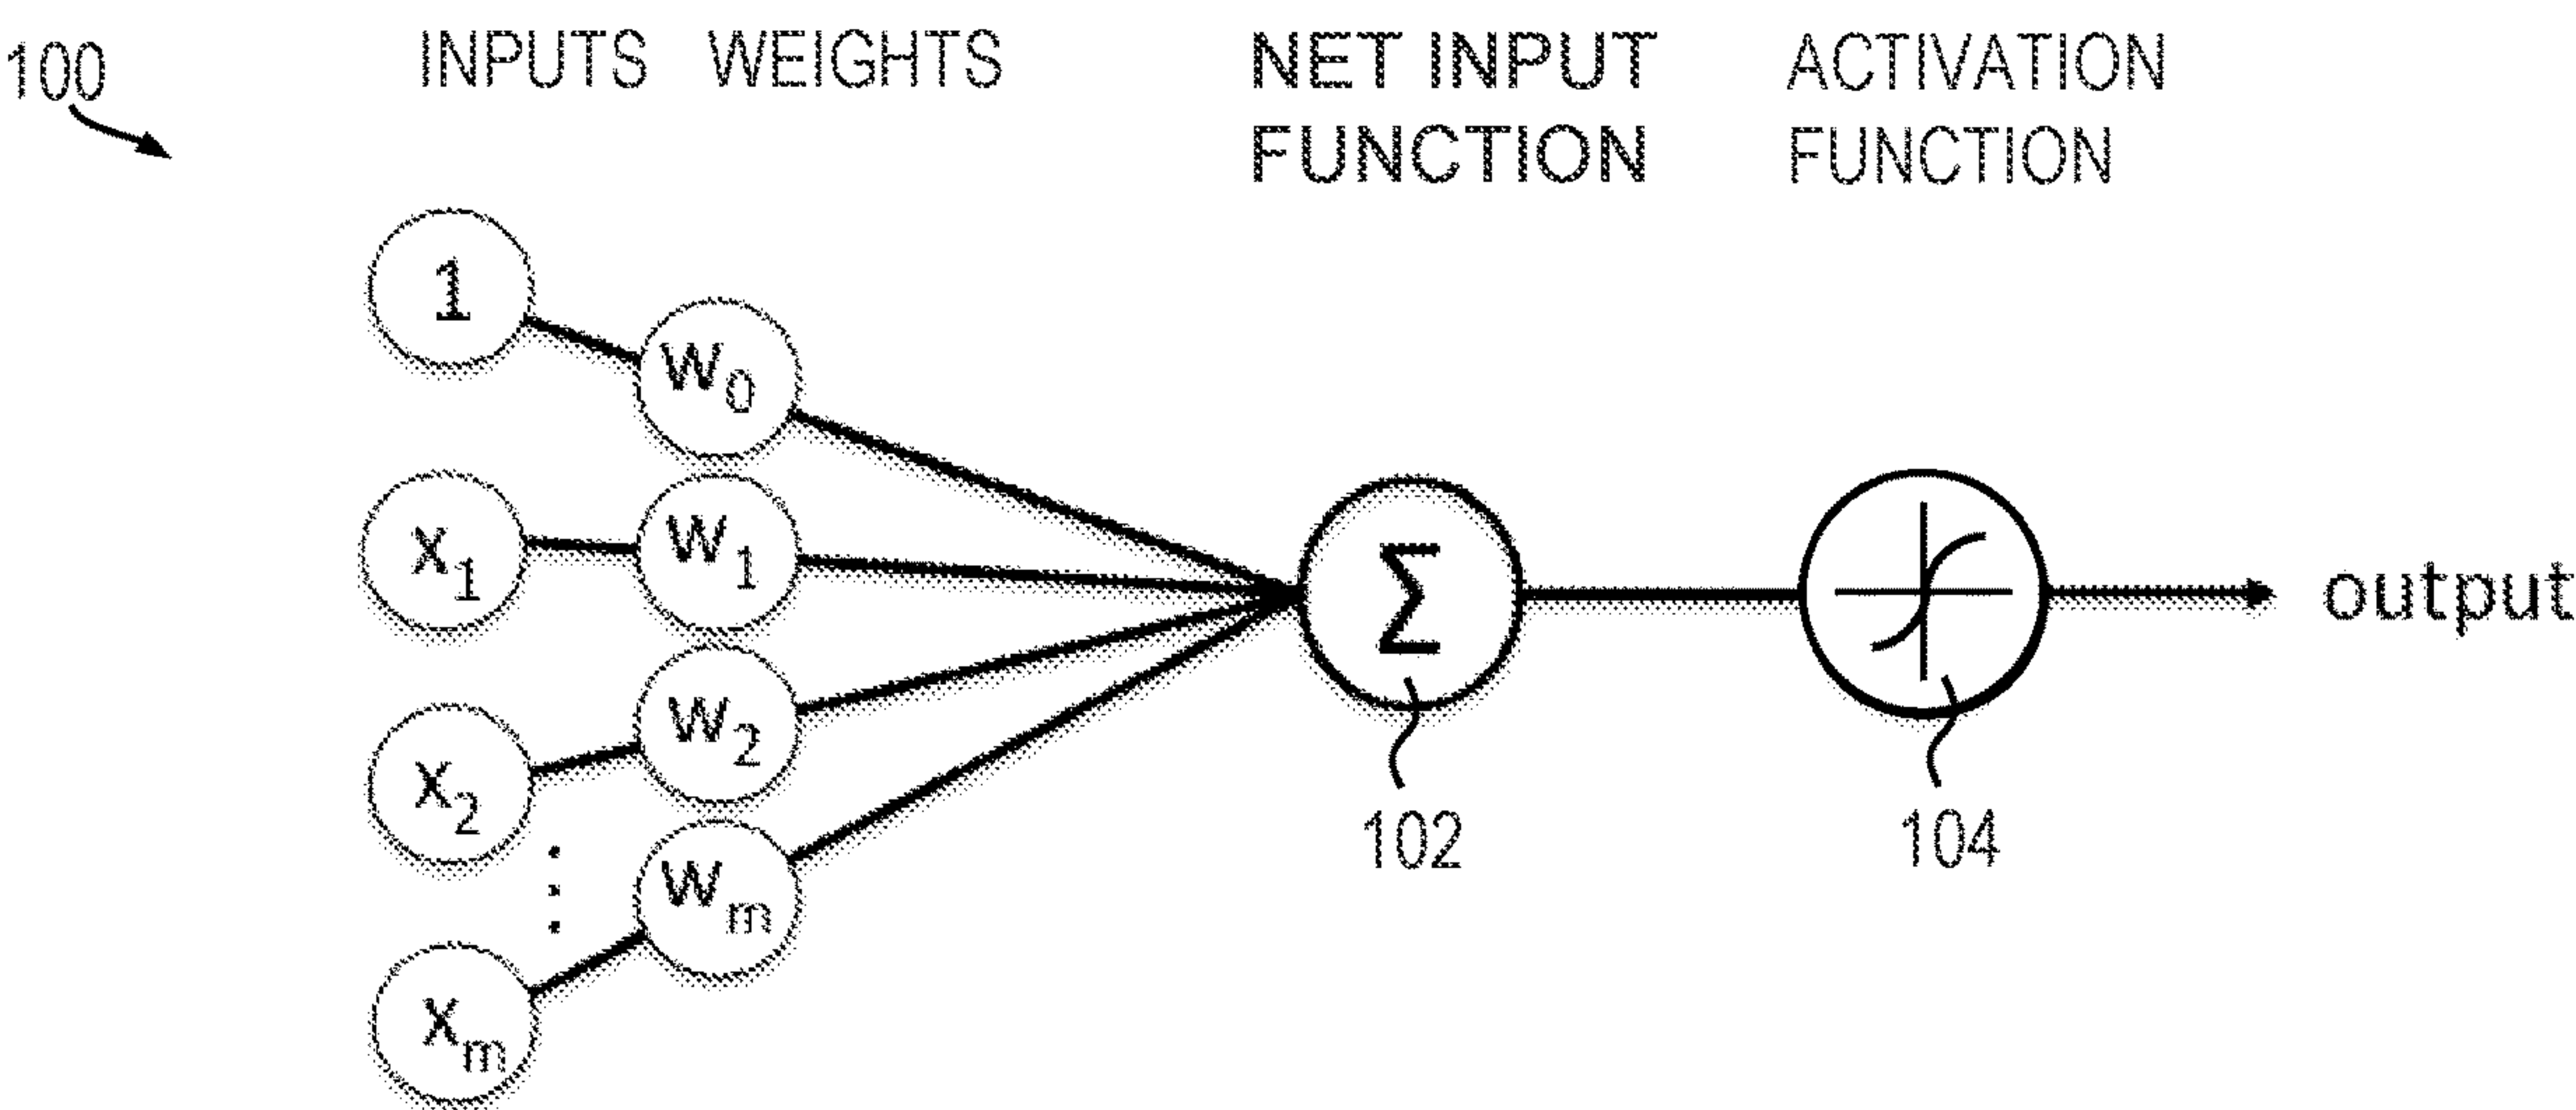 100
INPUTS WEIGHTS
NET INPUT
FUNCTION
ACTIVATION
FUNCTION
1
w0
x1
w1
x2
w2
xm
wm
Σ
output
102
104